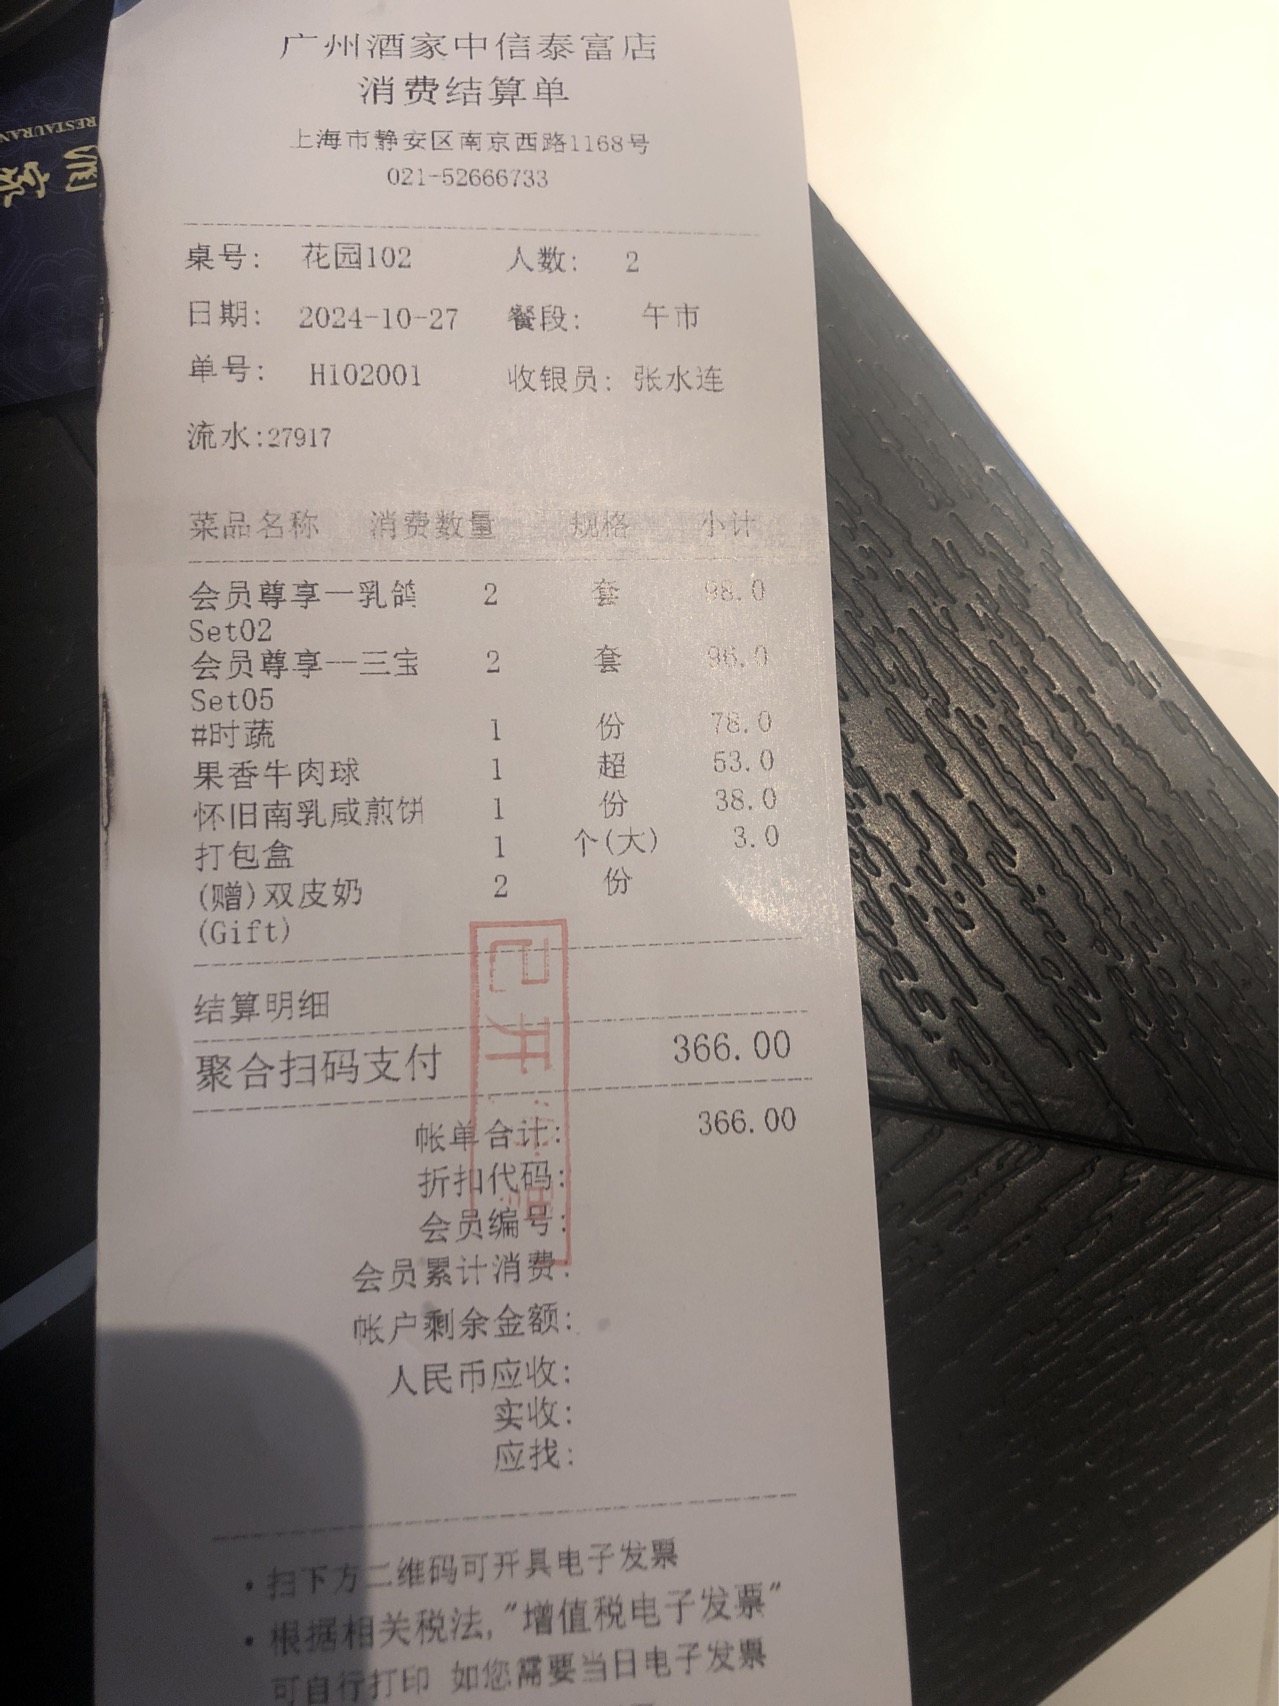 RESTAURAN
酒家
广州酒家中信泰富店
消费结算单
上海市静安区南京西路1168号
021-52666733
桌号: 花园102 人数: 2
日期: 2024-10-27 餐段: 午市
单号: H102001 收银员: 张水连
流水:27917
菜品名称 消费数量 规格 小计
会员尊享一乳鸽 2 套 98.0
Set02
会员尊享一三宝 2 套 96.0
Set05
#时蔬 1 份 78.0
果香牛肉球 1 超 53.0
怀旧南乳咸煎饼 1 份 38.0
打包盒 1 个(大) 3.0
(赠)双皮奶 2 份
(Gift)
结算明细
聚合扫码支付 366.00
帐单合计: 366.00
折扣代码:
会员编号:
会员累计消费:
帐户剩余金额:
人民币应收:
实收:
应找:
已开
·扫下方二维码可开具电子发票
·根据相关税法,"增值税电子发票"
可自行打印 如您需要当日电子发票